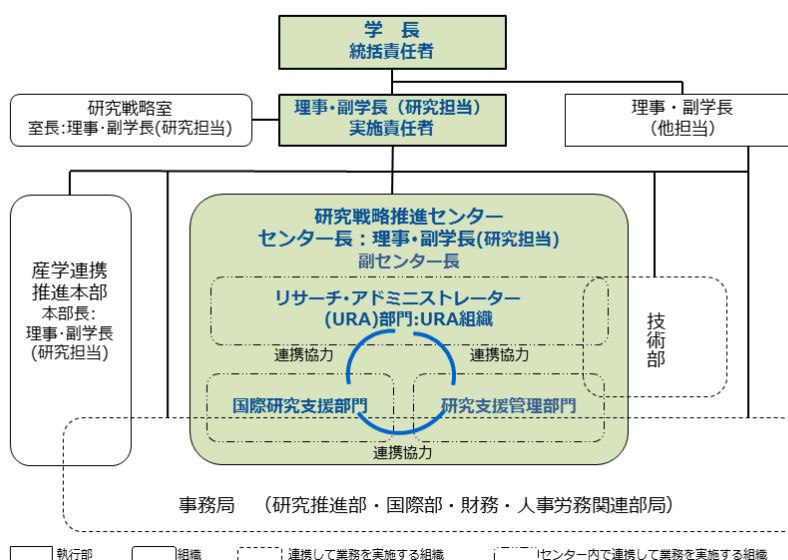 学 長
統括責任者
研究戦略室
室長:理事・副学長(研究担当)
理事・副学長（研究担当）
実施責任者
理事・副学長
（他担当）
産学連携
推進本部
本部長:
理事・副学長
(研究担当)
研究戦略推進センター
センター長：理事・副学長(研究担当)
副センター長
リサーチ・アドミニストレーター
(URA)部門:URA組織
連携協力
連携協力
国際研究支援部門
研究支援管理部門
連携協力
技
術
部
事務局 （研究推進部・国際部・財務・人事労務関連部局）
執行部
組織
連携して業務を実施する組織
センター内で連携して業務を実施する組織